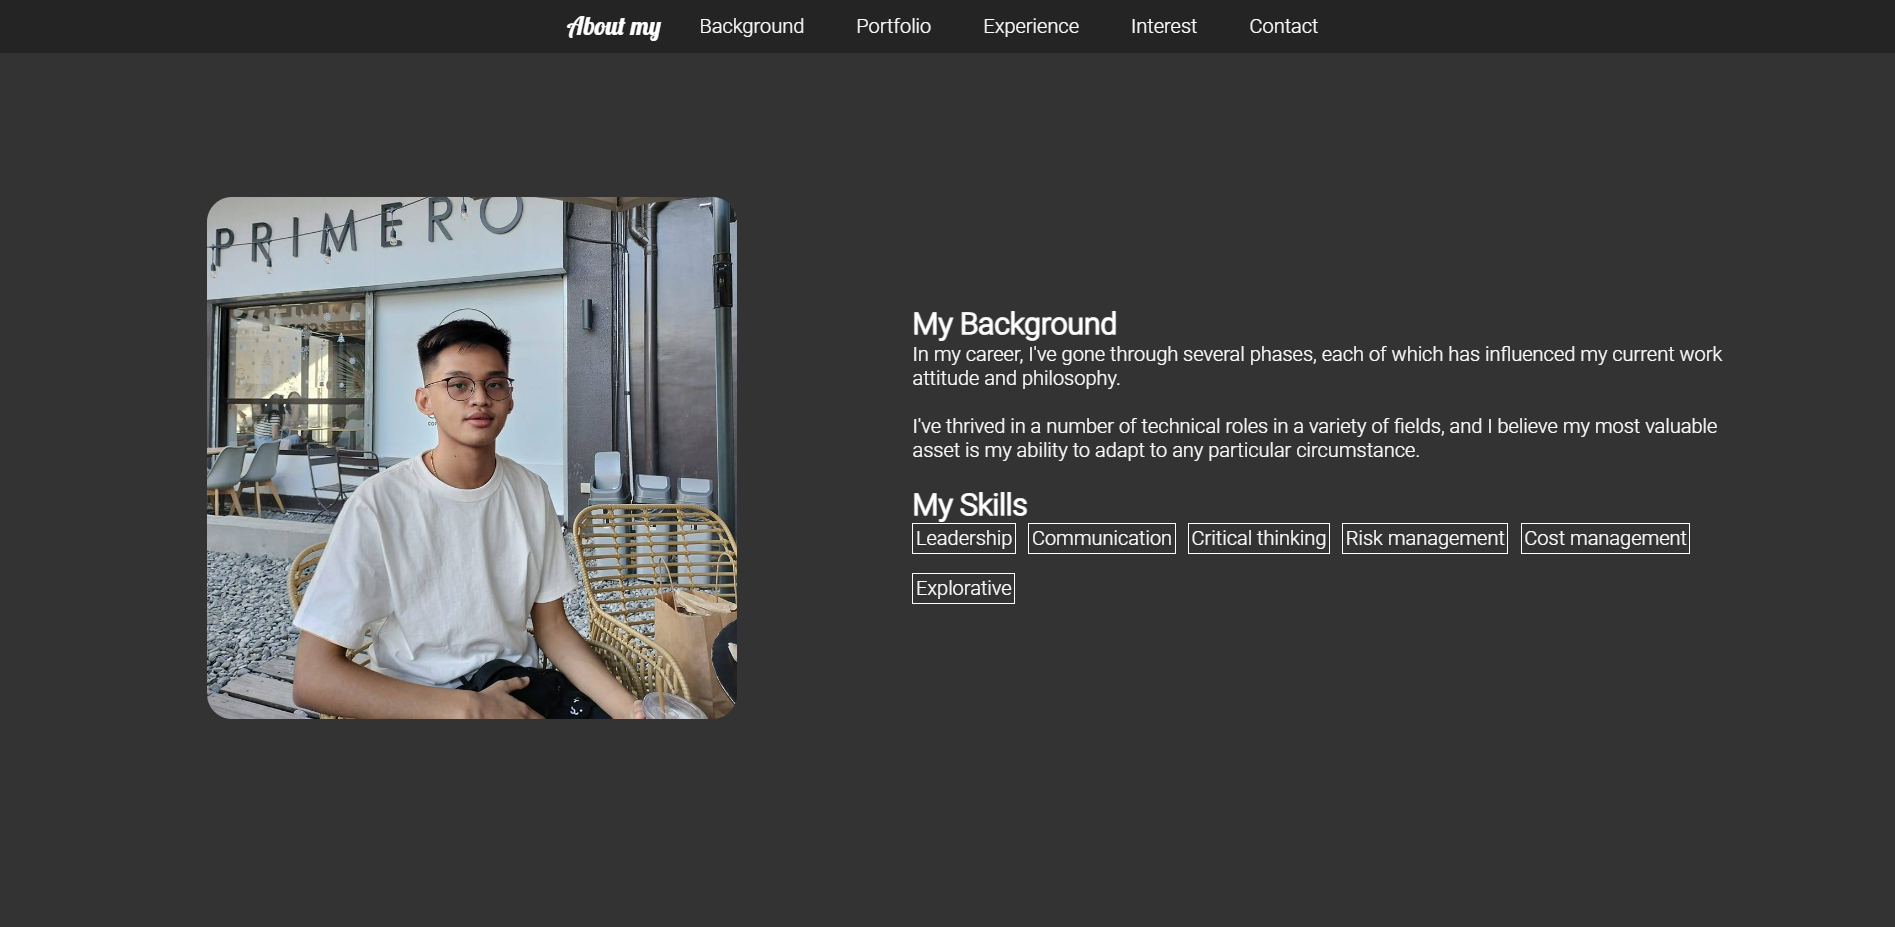 About my
Background
Portfolio
Experience
Interest
Contact
PRIMERO
My Background
In my career, I've gone through several phases, each of which has influenced my current work
attitude and philosophy.
I've thrived in a number of technical roles in a variety of fields, and I believe my most valuable
asset is my ability to adapt to any particular circumstance.
My Skills
Leadership
Communication
Critical thinking
Risk management
Cost management
Explorative